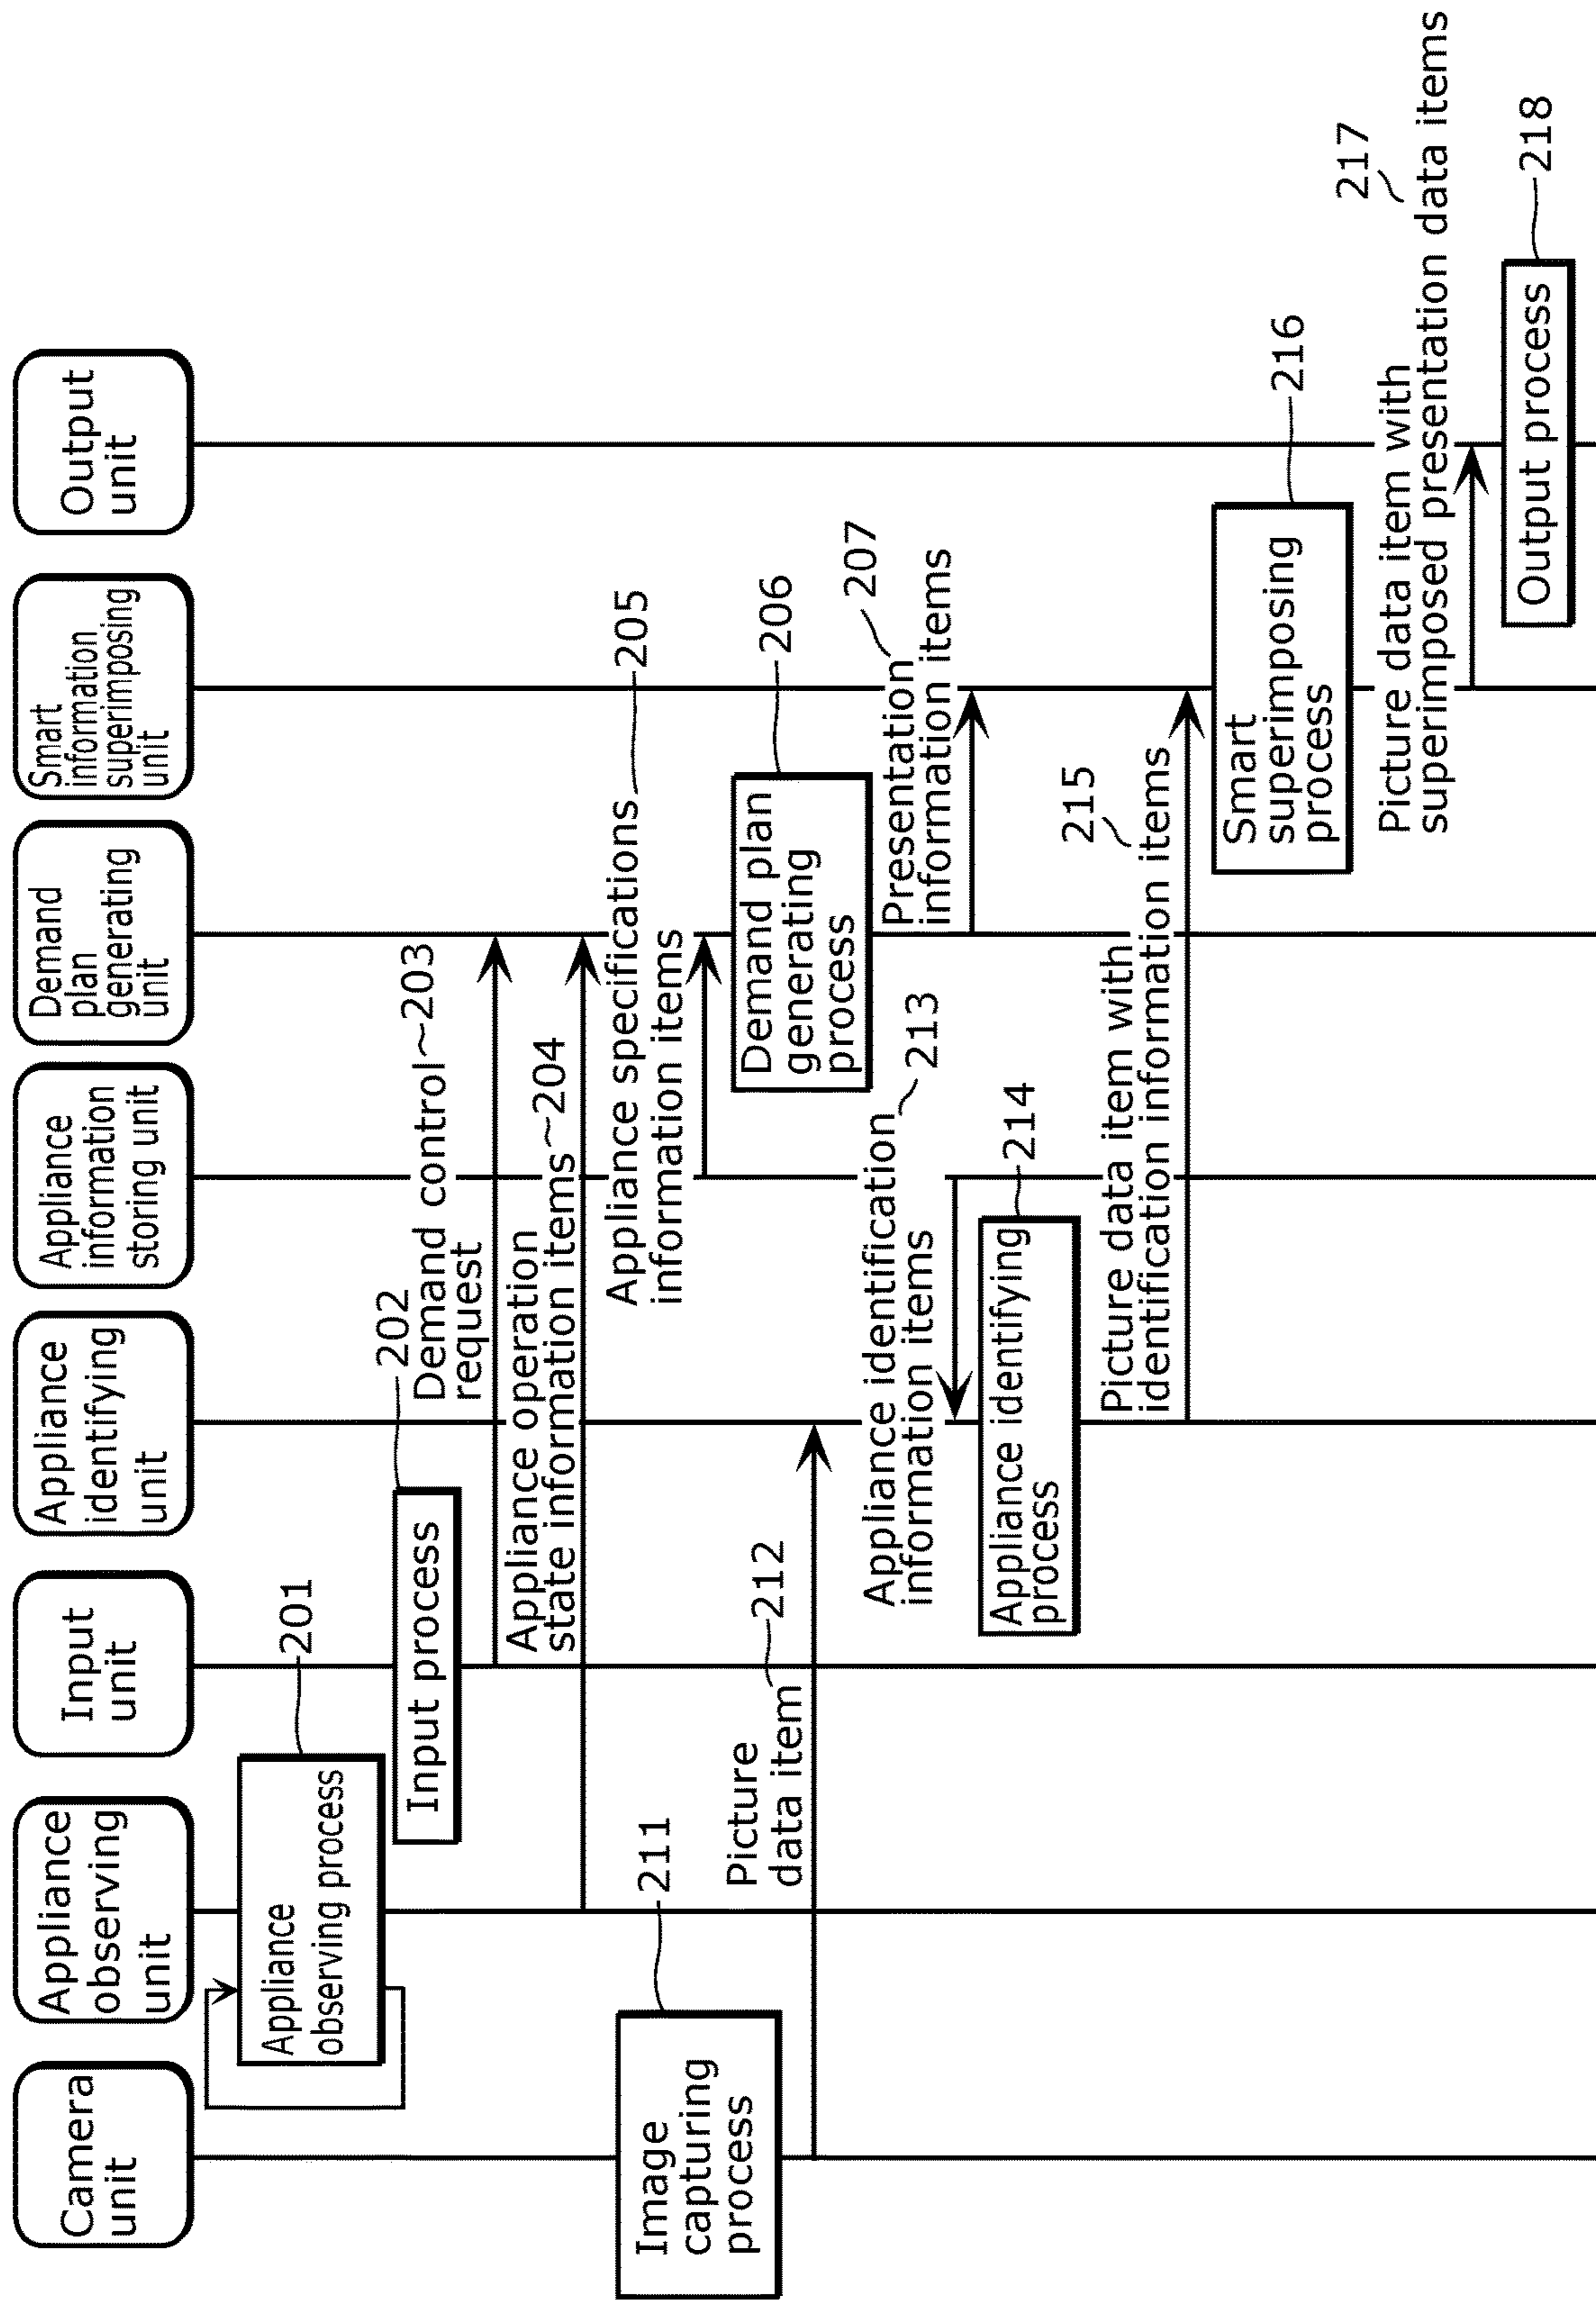 Camera
unit
Appliance
observing
unit
Input
unit
Appliance
identifying
unit
Appliance
information
storing unit
Demand
plan
generating
unit
Smart
information
superimposing
unit
Output
unit
201
Appliance
observing process
202
Input process
Demand control~203
request
Appliance operation
state information items~204
Appliance specifications 205
information items
211
Image
capturing
process
206
Demand plan
generating
process
Picture
data item 212
207
Presentation
information items
213
Appliance identification
information items
214
Appliance identifying
process
215
Picture data item with
identification information items
216
Smart
superimposing
process
217
Picture data item with
superimposed presentation data items
218
Output process